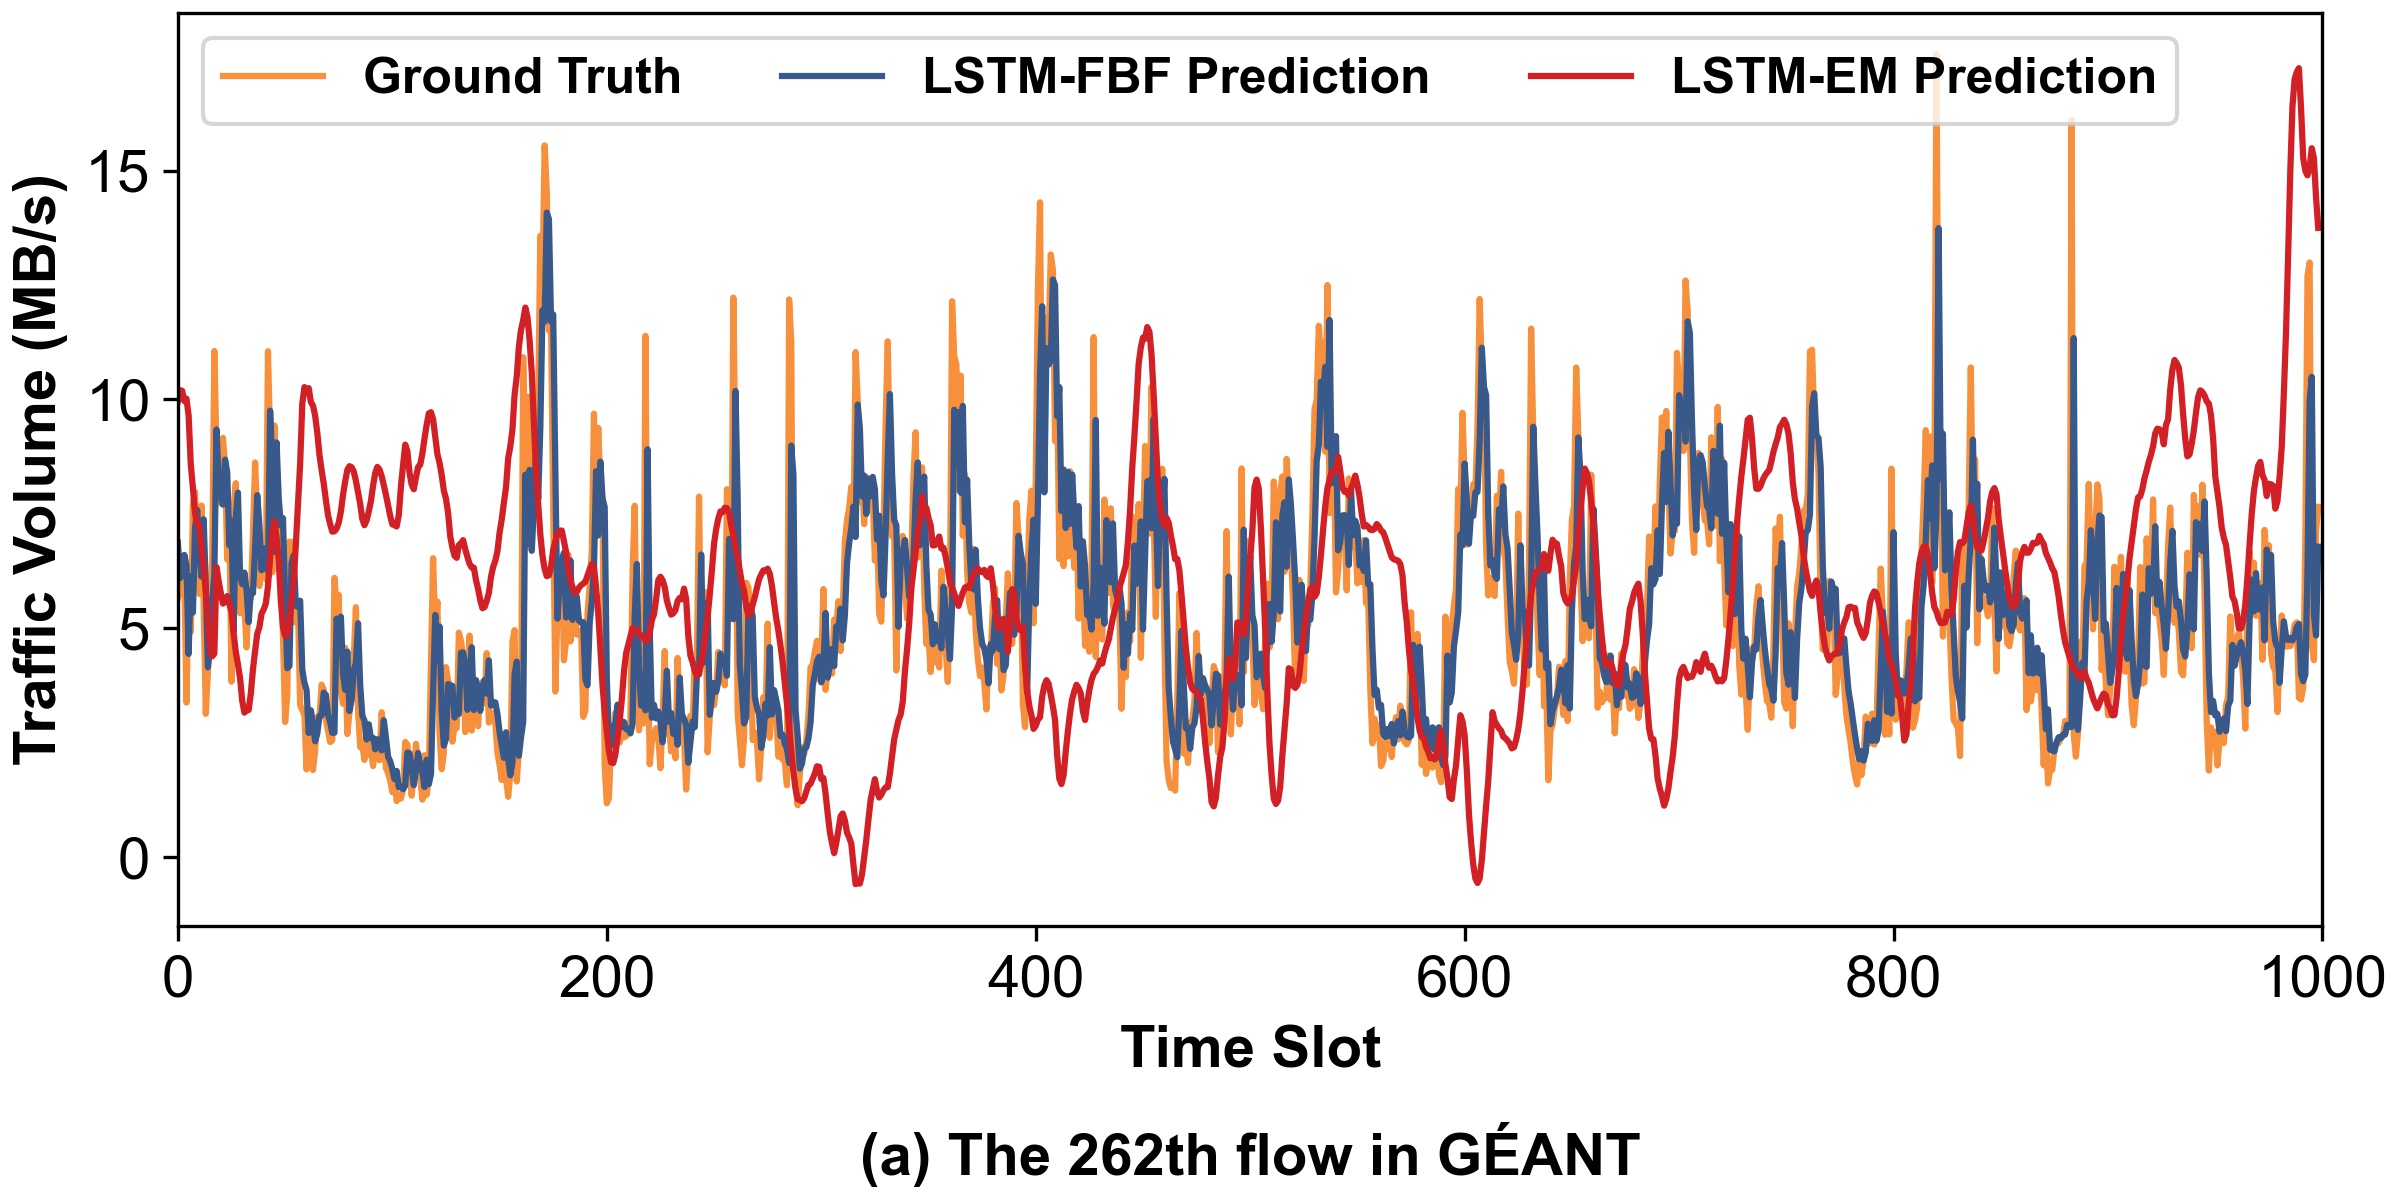 Ground Truth LSTM-FBF Prediction LSTM-EM Prediction
Traffic Volume (MB/s)
15
10
5
0
0 200 400 600 800 1000
Time Slot
(a) The 262th flow in GÉANT